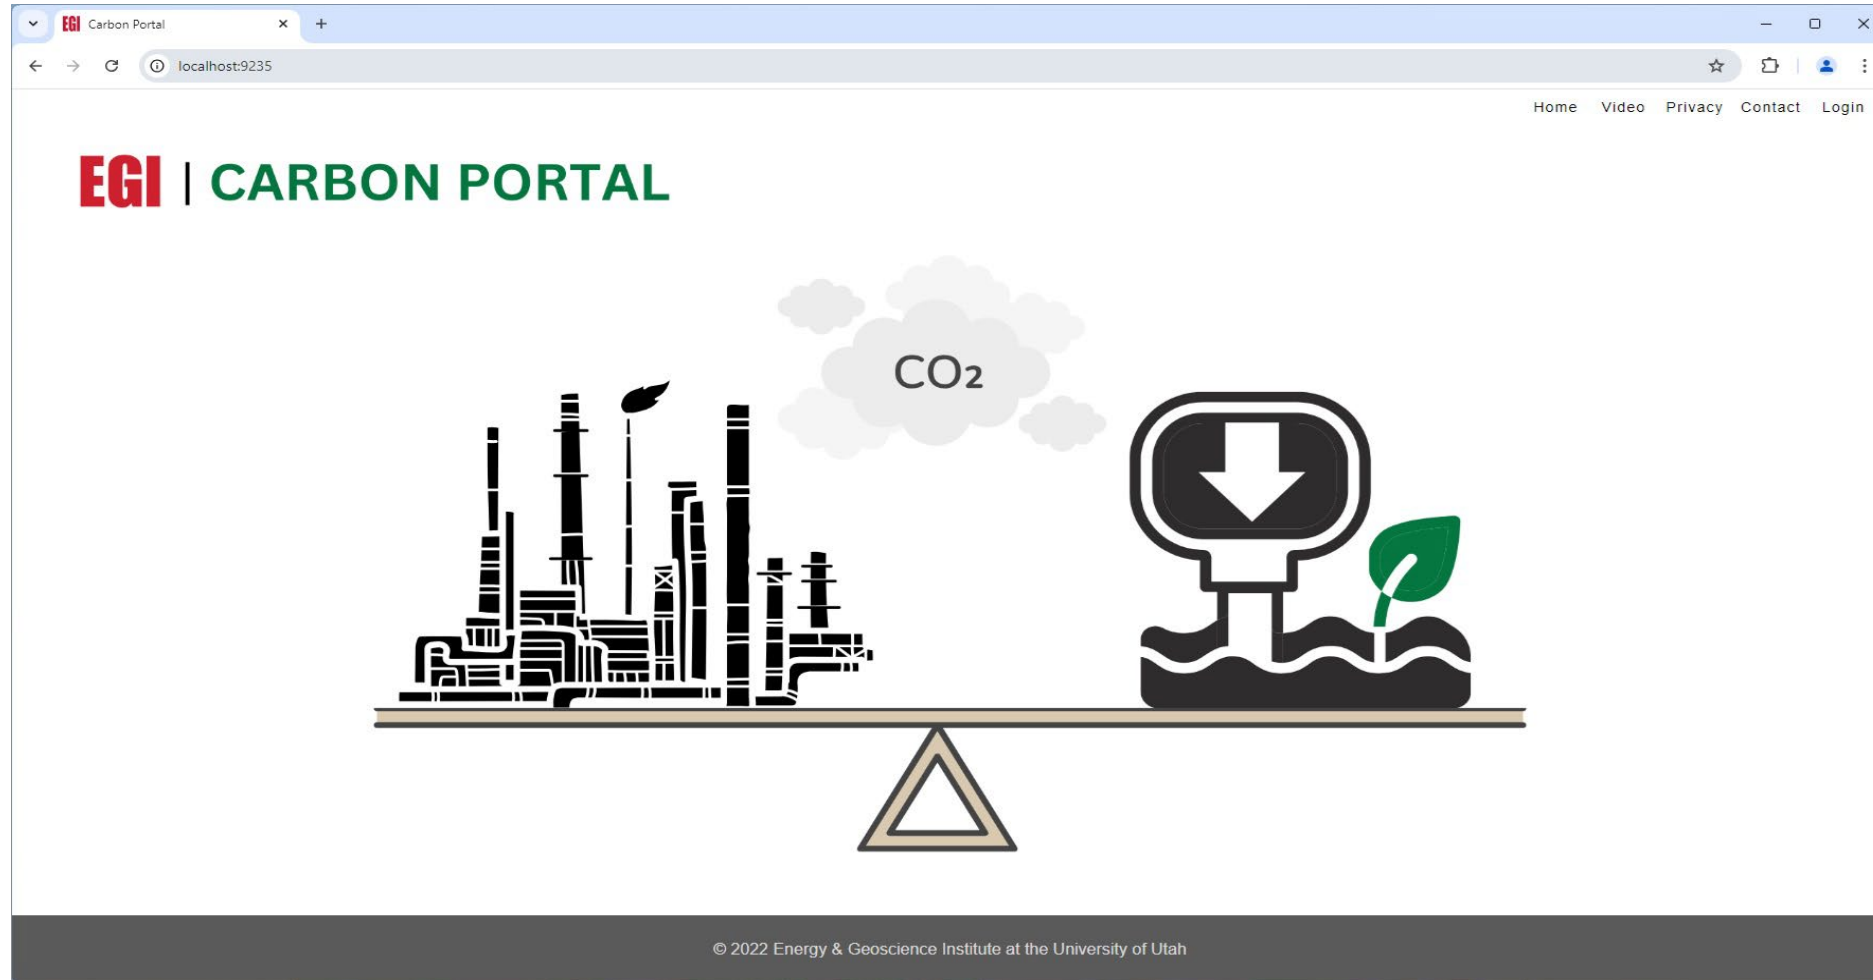 EGI Carbon Portal
localhost:9235
Home Video Privacy Contact Login
EGI | CARBON PORTAL
CO₂
© 2022 Energy & Geoscience Institute at the University of Utah